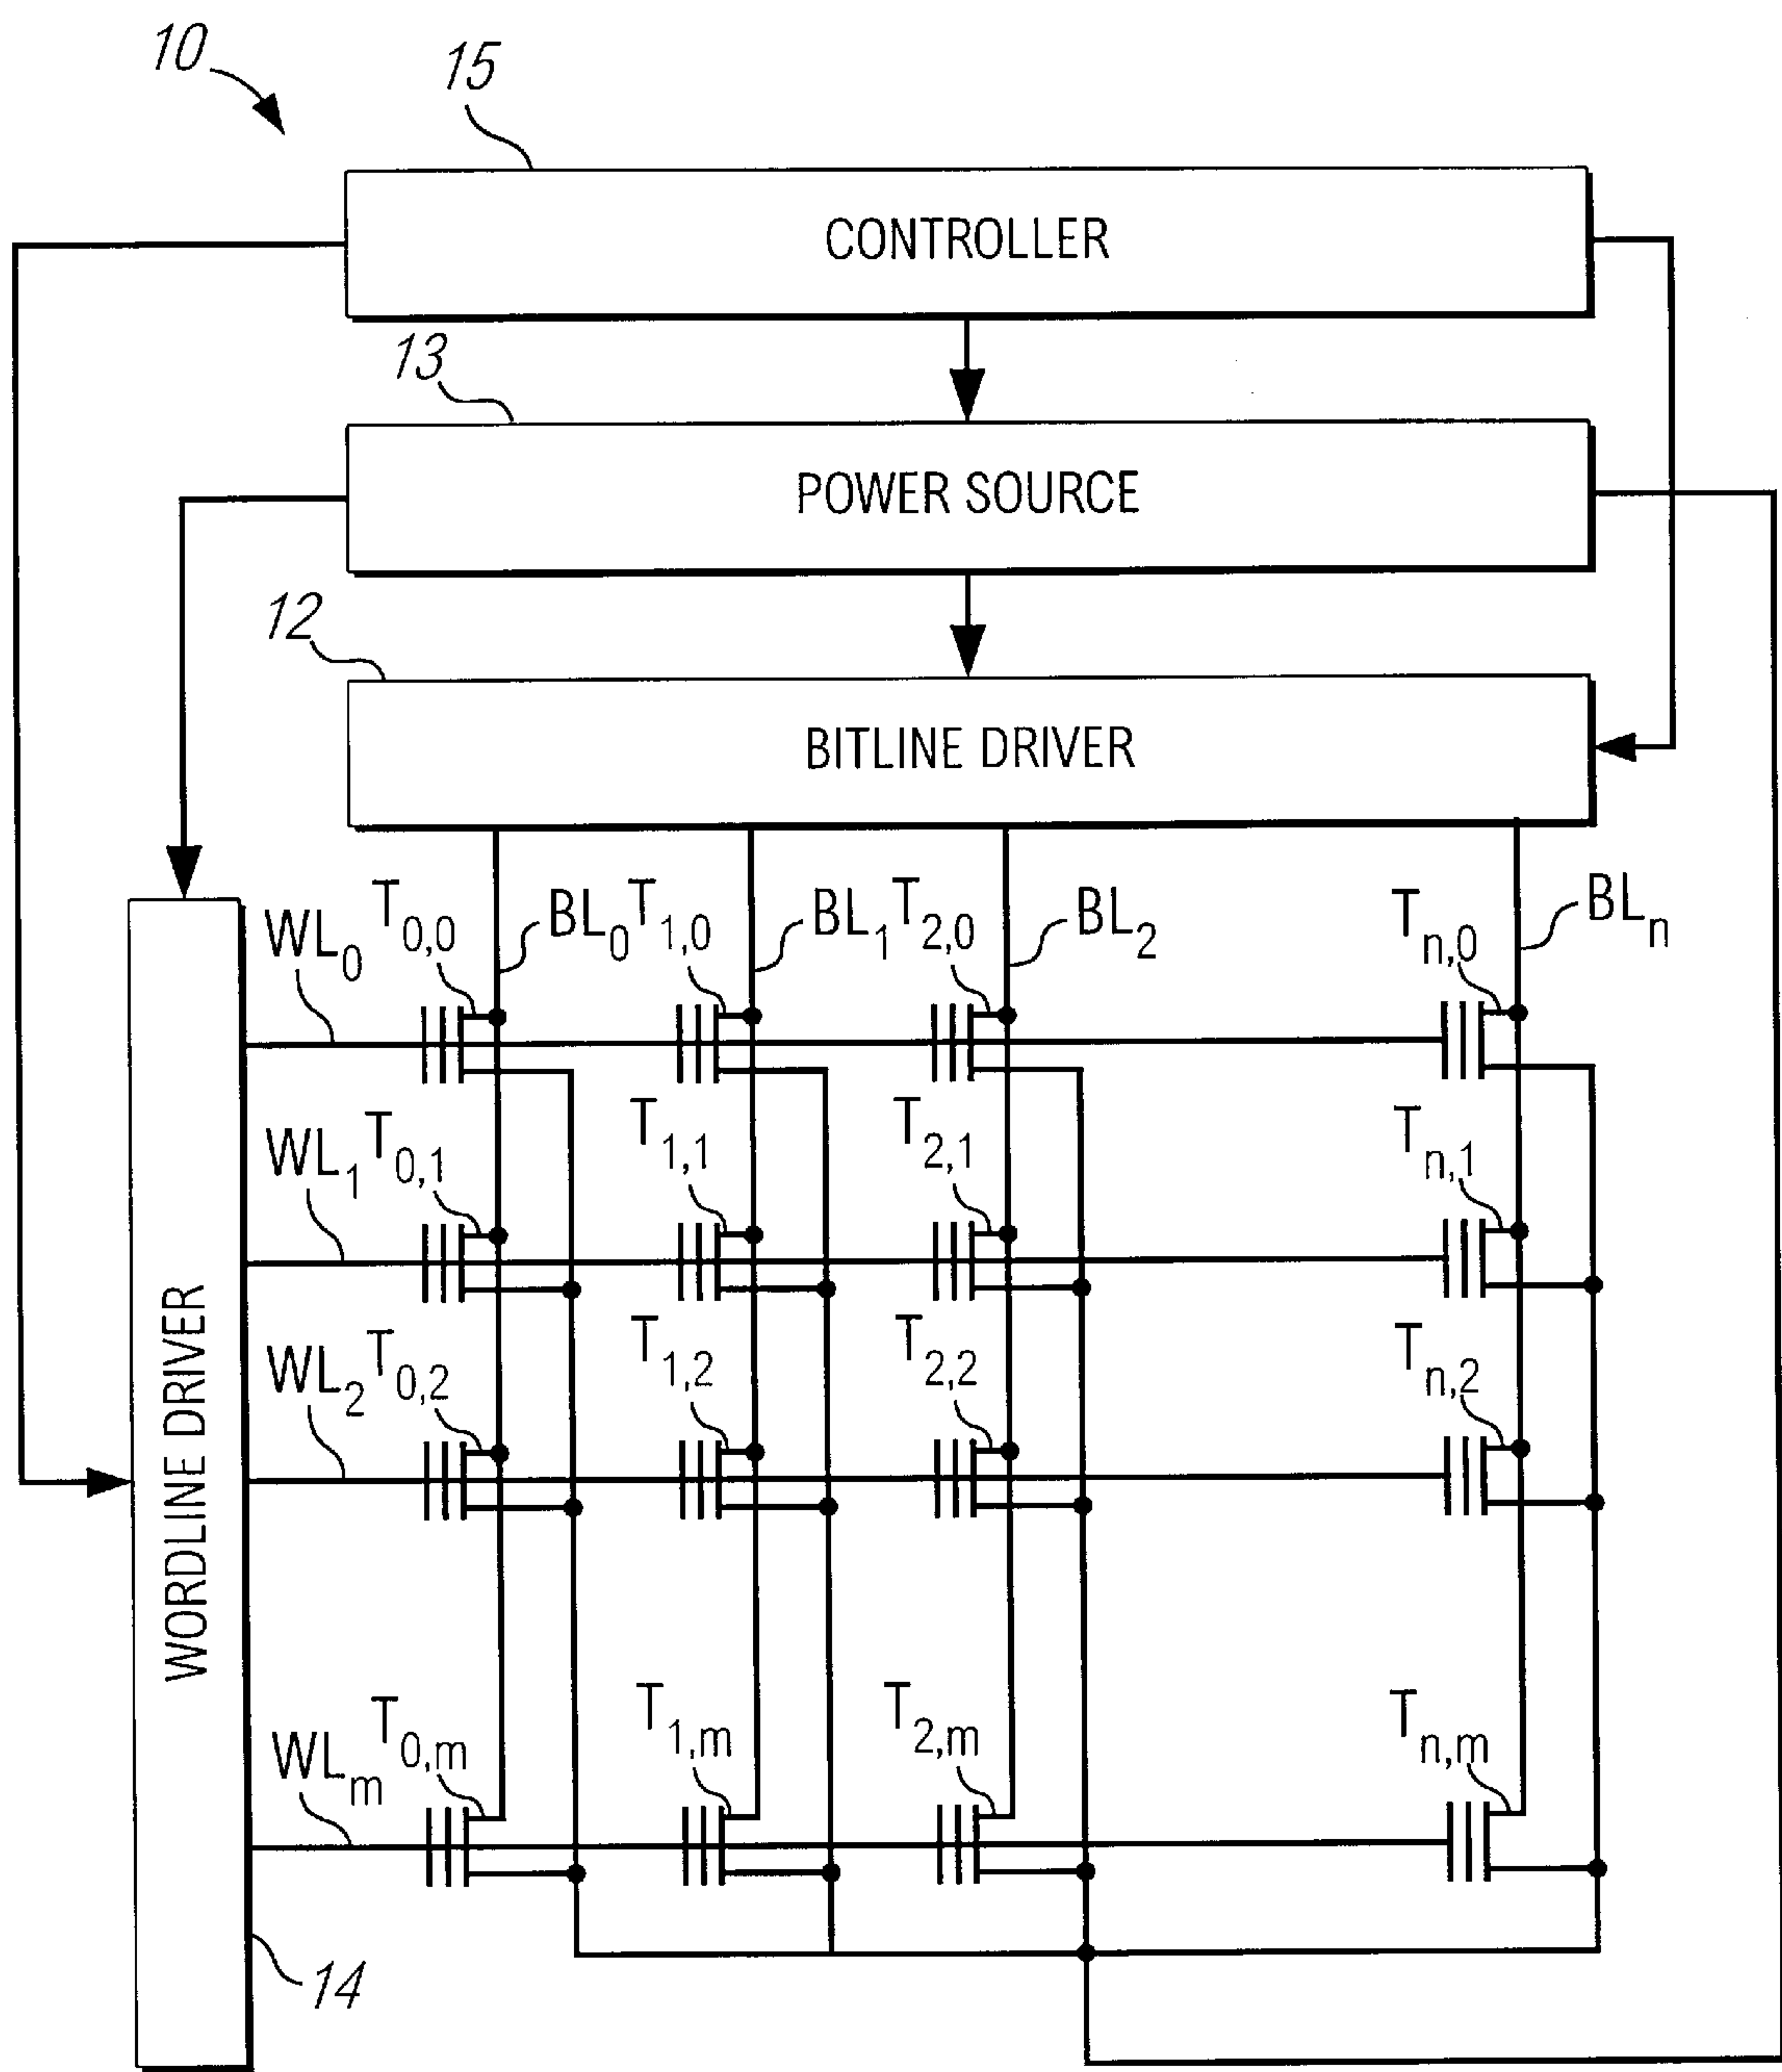 10
15
CONTROLLER
13
POWER SOURCE
12
BITLINE DRIVER
WL₀ T₀,₀ BL₀ T₁,₀ BL₁ T₂,₀ BL₂ Tₙ,₀ BLₙ
WL₁ T₀,₁ T₁,₁ T₂,₁ Tₙ,₁
WL₂ T₀,₂ T₁,₂ T₂,₂ Tₙ,₂
WORDLINE DRIVER
WLₘ T₀,ₘ T₁,ₘ T₂,ₘ Tₙ,ₘ
14